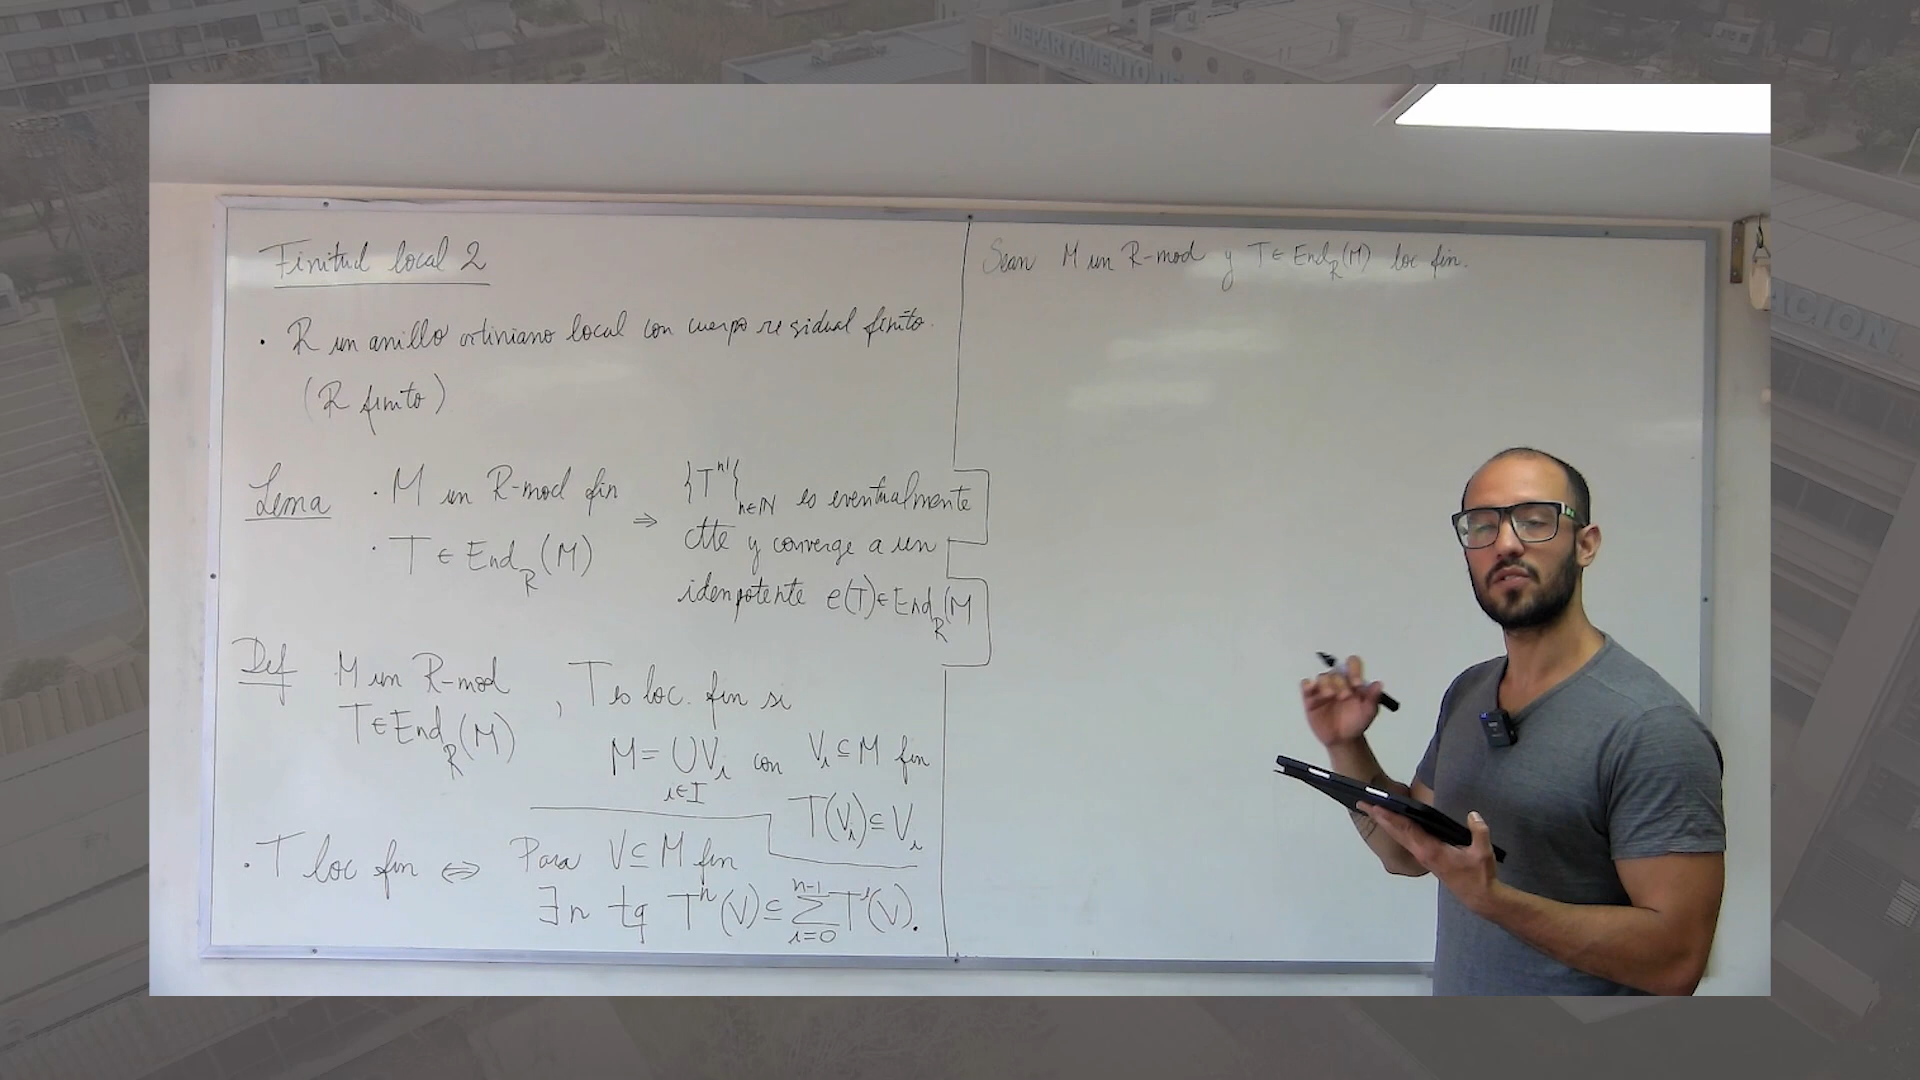 DEPARTAMENTO DE
Finitud local 2
· R un anillo artiniano local con cuerpo residual finito.
(R finito)
Lema · M un R-mod fin
· T ∈ End_R(M)
⇒ {T^{n!}}_{n∈ℕ} es eventualmente
ctte y converge a un
idempotente e(T) ∈ End_R(M
Def M un R-mod
T ∈ End_R(M)
, T es loc. fin si
M = ∪_{i∈I} V_i con V_i ⊆ M fin
T(V_i) ⊆ V_i
· T loc fin ⇔ Para V ⊆ M fin
∃n tq T^n(V) ⊆ ∑_{i=0}^{n-1} T^i(V).
Sean M un R-mod y T ∈ End_R(M) loc fin.